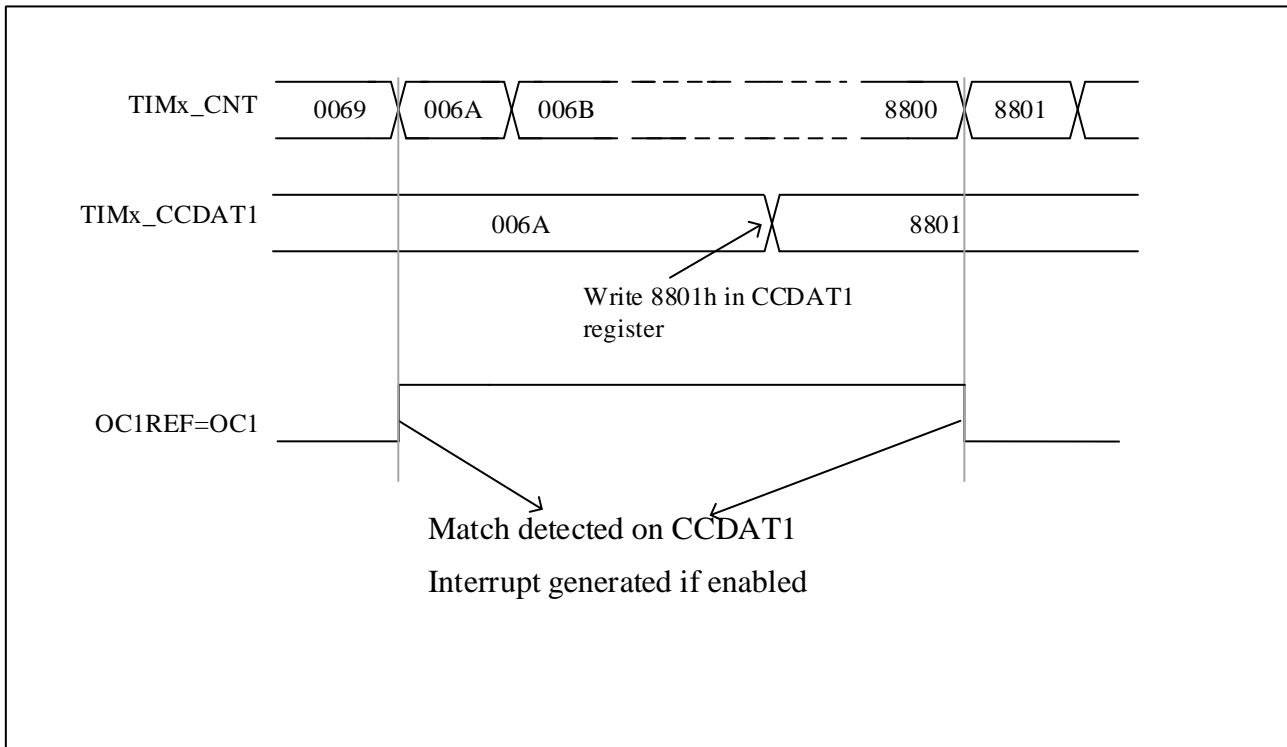 TIMx_CNT
0069
006A
006B
8800
8801
TIMx_CCDAT1
006A
8801
Write 8801h in CCDAT1
register
OC1REF=OC1
Match detected on CCDAT1
Interrupt generated if enabled